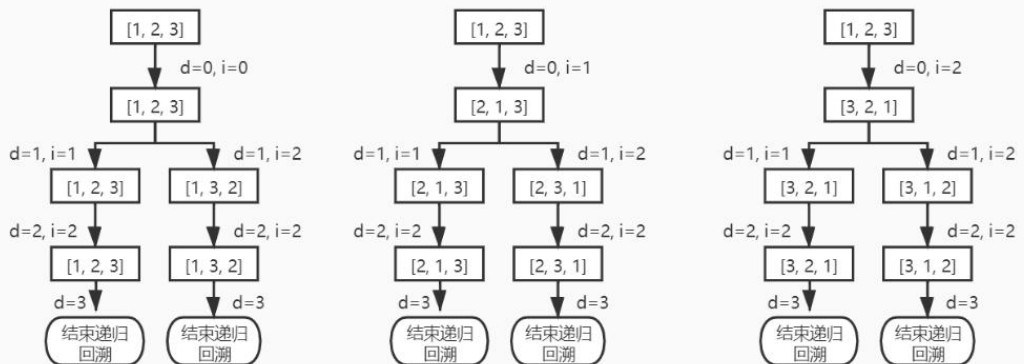 [1, 2, 3]
d=0, i=0
[1, 2, 3]
d=1, i=1
d=1, i=2
[1, 2, 3]
[1, 3, 2]
d=2, i=2
d=2, i=2
[1, 2, 3]
[1, 3, 2]
d=3
d=3
结束递归
回溯
结束递归
回溯
[1, 2, 3]
d=0, i=1
[2, 1, 3]
d=1, i=1
d=1, i=2
[2, 1, 3]
[2, 3, 1]
d=2, i=2
d=2, i=2
[2, 1, 3]
[2, 3, 1]
d=3
d=3
结束递归
回溯
结束递归
回溯
[1, 2, 3]
d=0, i=2
[3, 2, 1]
d=1, i=1
d=1, i=2
[3, 2, 1]
[3, 1, 2]
d=2, i=2
d=2, i=2
[3, 2, 1]
[3, 1, 2]
d=3
d=3
结束递归
回溯
结束递归
回溯